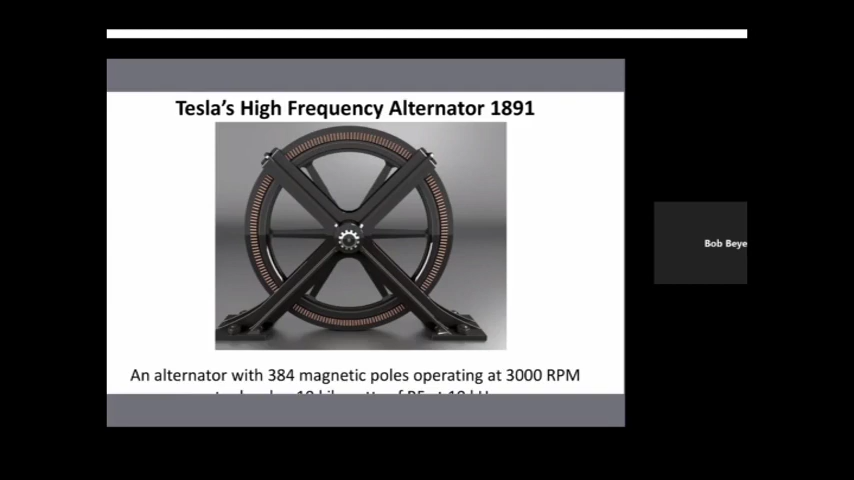 Tesla's High Frequency Alternator 1891
An alternator with 384 magnetic poles operating at 3000 RPM
Bob Beye